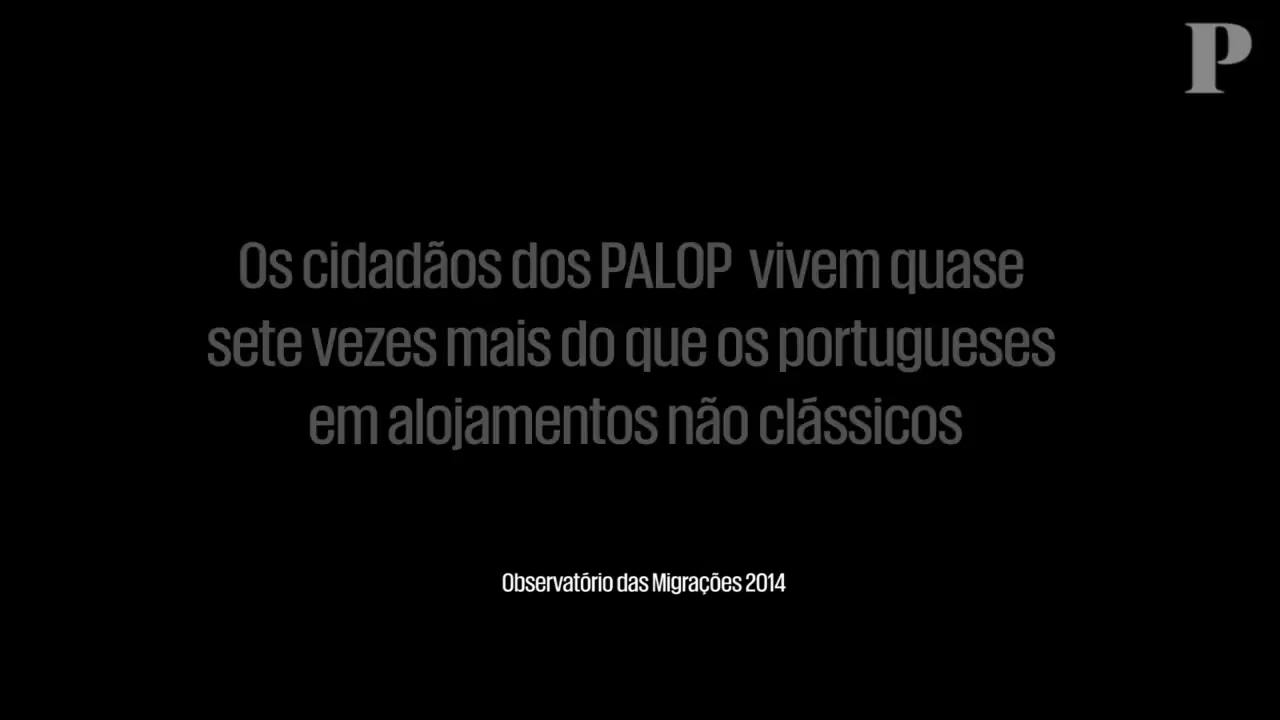 P
Os cidadãos dos PALOP vivem quase
sete vezes mais do que os portugueses
em alojamentos não clássicos
Observatório das Migrações 2014